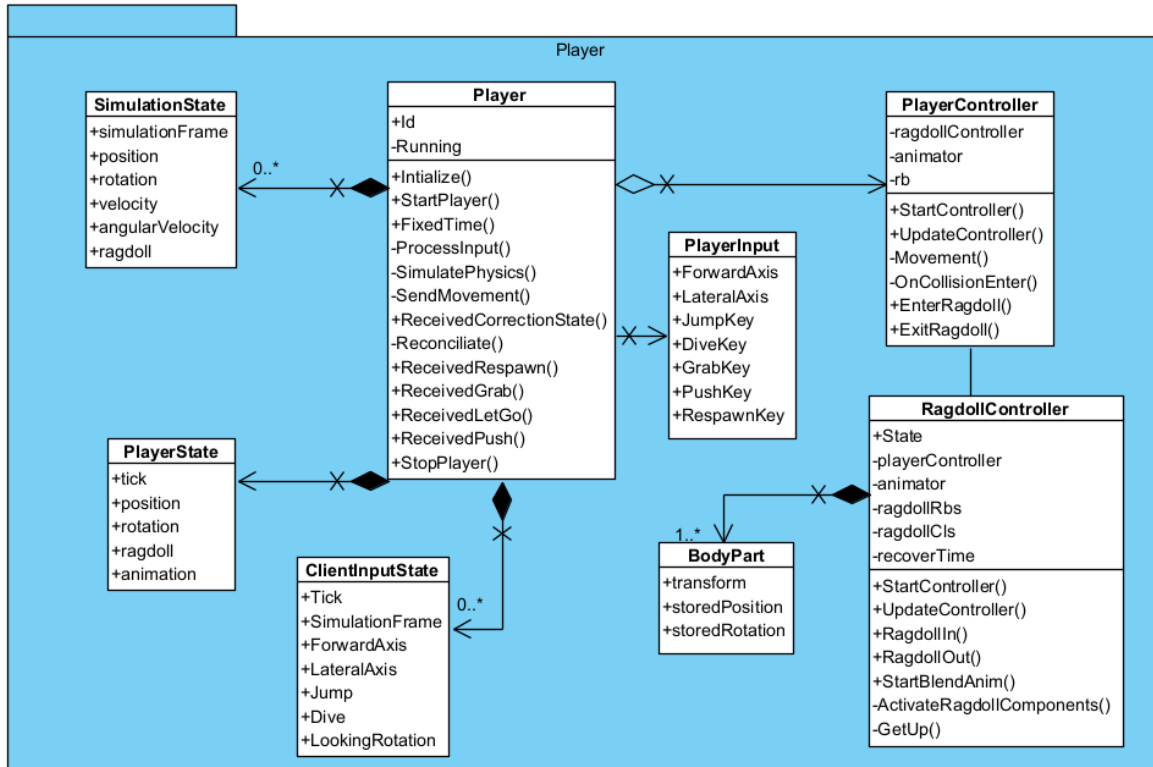 Player
SimulationState
+simulationFrame
+position
+rotation
+velocity
+angularVelocity
+ragdoll
0..*
Player
+Id
-Running
+Intialize()
+StartPlayer()
+FixedTime()
-ProcessInput()
-SimulatePhysics()
-SendMovement()
+ReceivedCorrectionState()
-Reconciliate()
+ReceivedRespawn()
+ReceivedGrab()
+ReceivedLetGo()
+ReceivedPush()
+StopPlayer()
PlayerController
-ragdollController
-animator
-rb
+StartController()
+UpdateController()
-Movement()
-OnCollisionEnter()
+EnterRagdoll()
+ExitRagdoll()
PlayerInput
+ForwardAxis
+LateralAxis
+JumpKey
+DiveKey
+GrabKey
+PushKey
+RespawnKey
RagdollController
+State
-playerController
-animator
-ragdollRbs
-ragdollCls
-recoverTime
+StartController()
+UpdateController()
+RagdollIn()
+RagdollOut()
+StartBlendAnim()
-ActivateRagdollComponents()
-GetUp()
PlayerState
+tick
+position
+rotation
+ragdoll
+animation
ClientInputState
+Tick
+SimulationFrame
+ForwardAxis
+LateralAxis
+Jump
+Dive
+LookingRotation
0..*
1..*
BodyPart
+transform
+storedPosition
+storedRotation